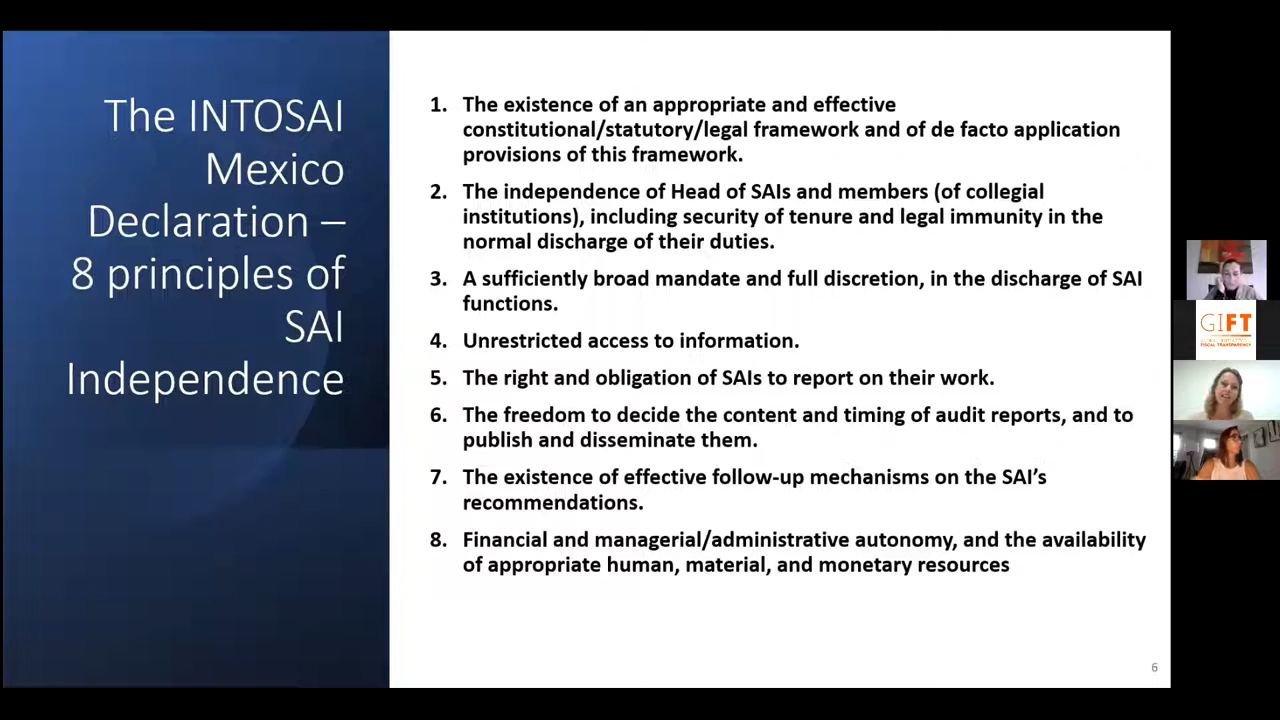 The INTOSAI
Mexico
Declaration –
8 principles of
SAI
Independence
1. The existence of an appropriate and effective
constitutional/statutory/legal framework and of de facto application
provisions of this framework.
2. The independence of Head of SAIs and members (of collegial
institutions), including security of tenure and legal immunity in the
normal discharge of their duties.
3. A sufficiently broad mandate and full discretion, in the discharge of SAI
functions.
4. Unrestricted access to information.
5. The right and obligation of SAIs to report on their work.
6. The freedom to decide the content and timing of audit reports, and to
publish and disseminate them.
7. The existence of effective follow-up mechanisms on the SAI’s
recommendations.
8. Financial and managerial/administrative autonomy, and the availability
of appropriate human, material, and monetary resources
6
GIFT
FISCAL TRANSPARENCY